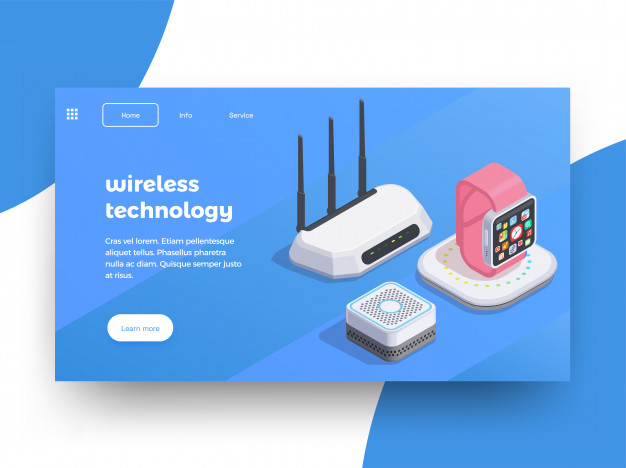 Home Info Service
wireless
technology
Cras vel lorem. Etiam pellentesque
aliquet tellus. Phasellus pharetra
nulla ac diam. Quisque semper justo
at risus.
Learn more